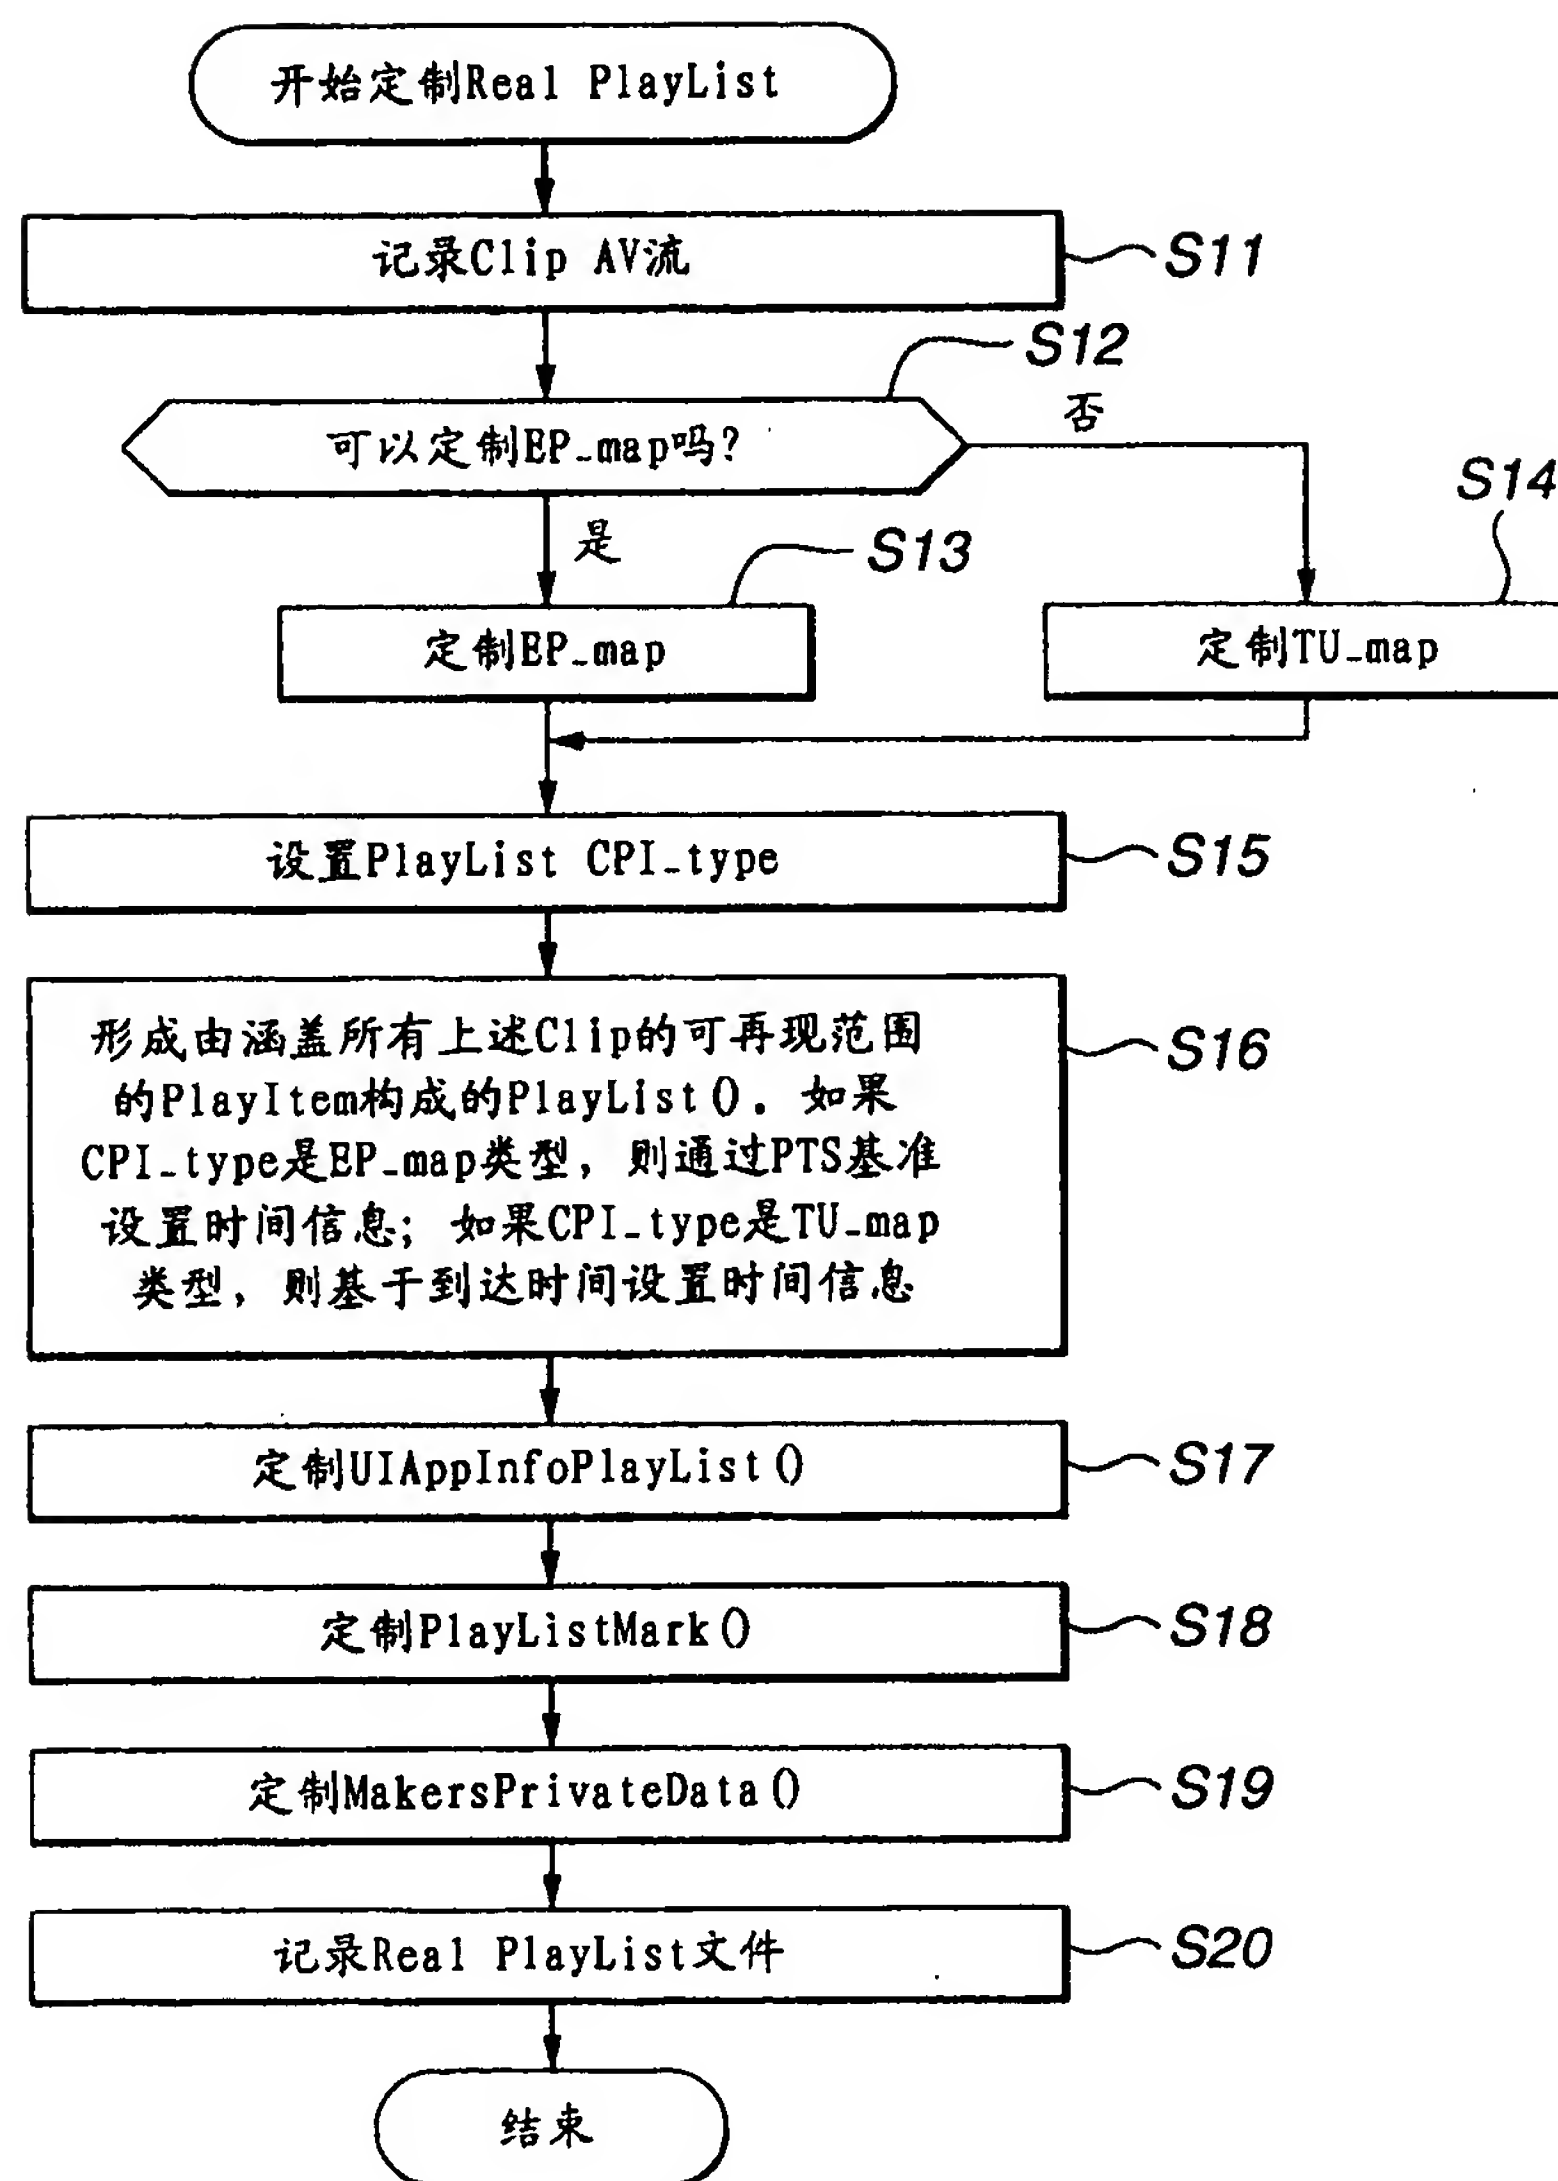 开始定制Real PlayList
记录Clip AV流
S11
S12
可以定制EP_map吗?
否
S14
是
S13
定制EP_map
定制TU_map
设置PlayList CPI_type
S15
形成由涵盖所有上述Clip的可再现范围
的PlayItem构成的PlayList(). 如果
CPI_type是EP_map类型, 则通过PTS基准
设置时间信息; 如果CPI_type是TU_map
类型, 则基于到达时间设置时间信息
S16
定制UIAppInfoPlayList()
S17
定制PlayListMark()
S18
定制MakersPrivateData()
S19
记录Real PlayList文件
S20
结束